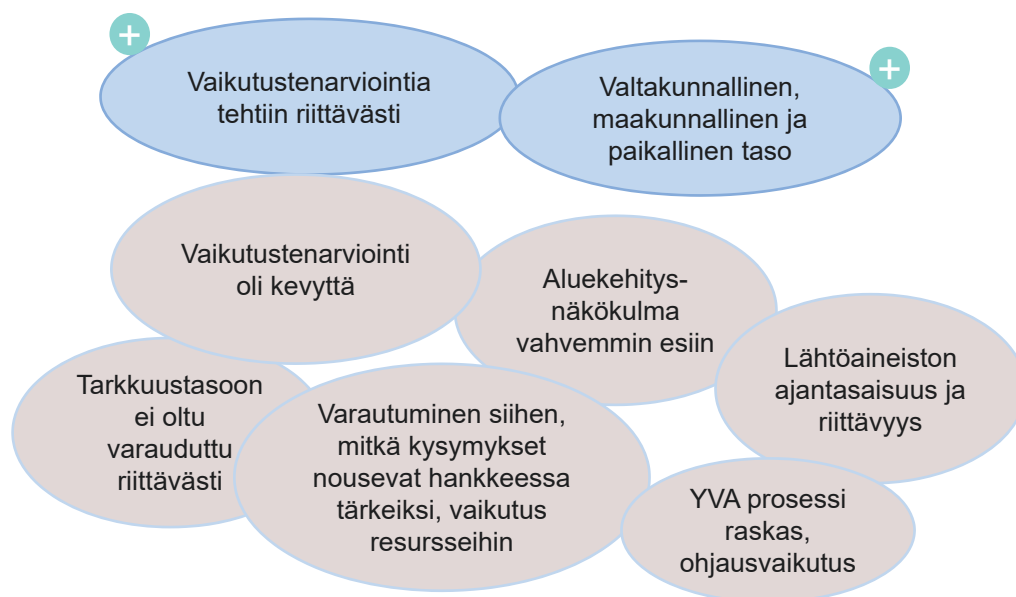 +
Vaikutustenarviointia
tehtiin riittävästi
+
Valtakunnallinen,
maakunnallinen ja
paikallinen taso
Vaikutustenarviointi
oli kevyttä
Aluekehitys-
näkökulma
vahvemmin esiin
Lähtöaineiston
ajantasaisuus ja
riittävyys
Tarkkuustasoon
ei oltu
varauduttu
riittävästi
Varautuminen siihen,
mitkä kysymykset
nousevat hankkeessa
tärkeiksi, vaikutus
resursseihin
YVA prosessi
raskas,
ohjausvaikutus